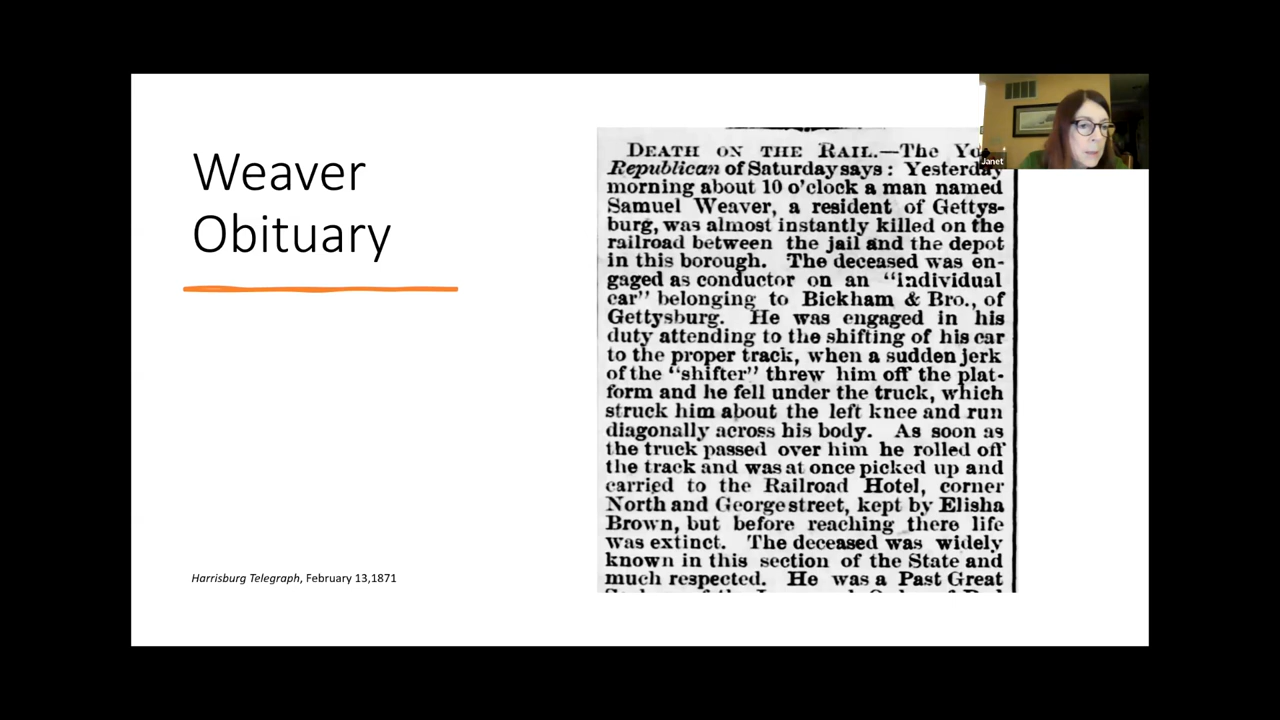 Weaver
Obituary
Harrisburg Telegraph, February 13,1871
DEATH ON THE RAIL.—The
Republican of Saturday says : Yesterday
morning about 10 o'clock a man named
Samuel Weaver, a resident of Gettys-
burg, was almost instantly killed on the
railroad between the jail and the depot
in this borough. The deceased was en-
gaged as conductor on an "individual
car" belonging to Bickham & Bro., of
Gettysburg. He was engaged in his
duty attending to the shifting of his car
to the proper track, when a sudden jerk
of the "shifter" threw him off the plat-
form and he fell under the truck, which
struck him about the left knee and run
diagonally across his body. As soon as
the truck passed over him he rolled off
the track and was at once picked up and
carried to the Railroad Hotel, corner
North and George street, kept by Elisha
Brown, but before reaching there life
was extinct. The deceased was widely
known in this section of the State and
much respected. He was a Past Great
Janet